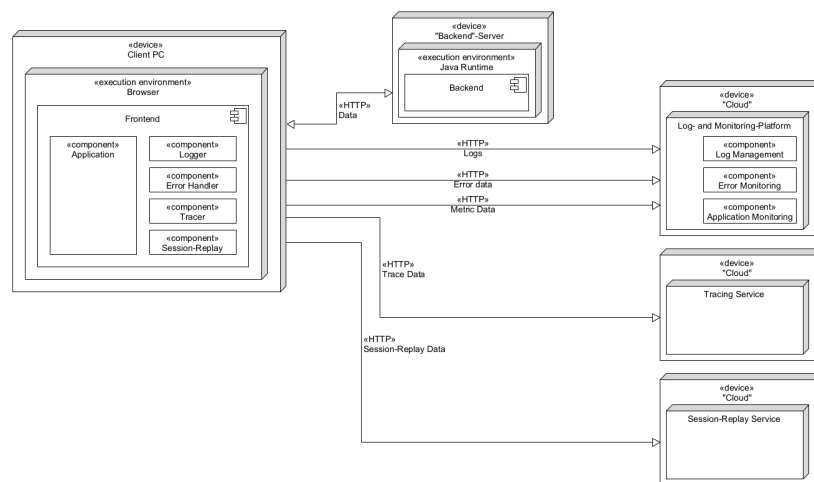 «device»
Client PC
«execution environment»
Browser
Frontend
«component»
Application
«component»
Logger
«component»
Error Handler
«component»
Tracer
«component»
Session-Replay
«device»
"Backend"-Server
«execution environment»
Java Runtime
Backend
«HTTP»
Data
«HTTP»
Logs
«HTTP»
Error data
«HTTP»
Metric Data
«HTTP»
Trace Data
«HTTP»
Session-Replay Data
«device»
"Cloud"
Log- and Monitoring-Platform
«component»
Log Management
«component»
Error Monitoring
«component»
Application Monitoring
«device»
"Cloud"
Tracing Service
«device»
"Cloud"
Session-Replay Service